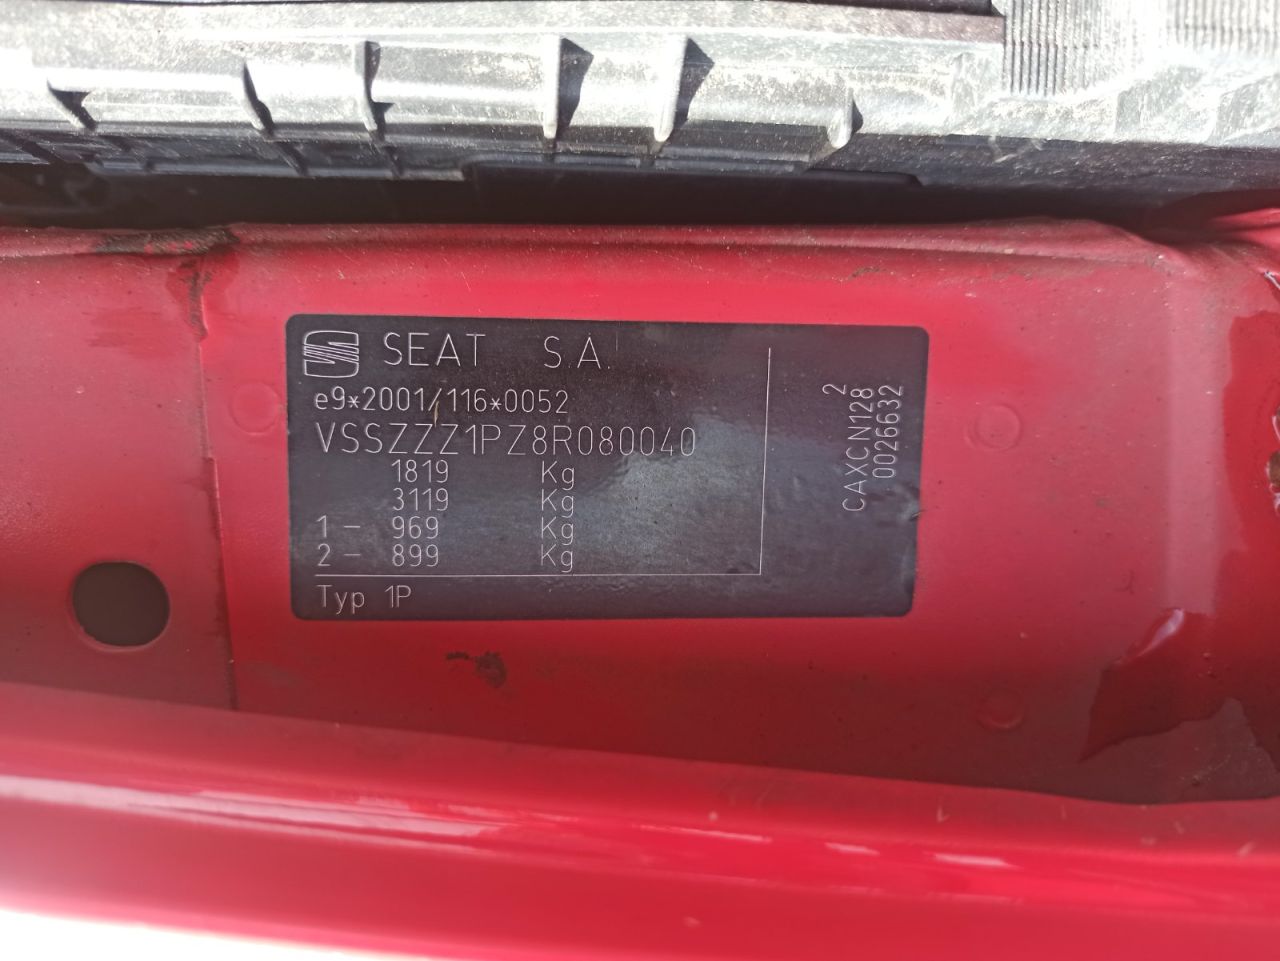 SEAT S.A.
e9*2001/116*0052
VSSZZZ1PZ8R080040
1819 Kg
3119 Kg
1 - 969 Kg
2 - 899 Kg
Typ 1P
2
CAXCN128
0026632